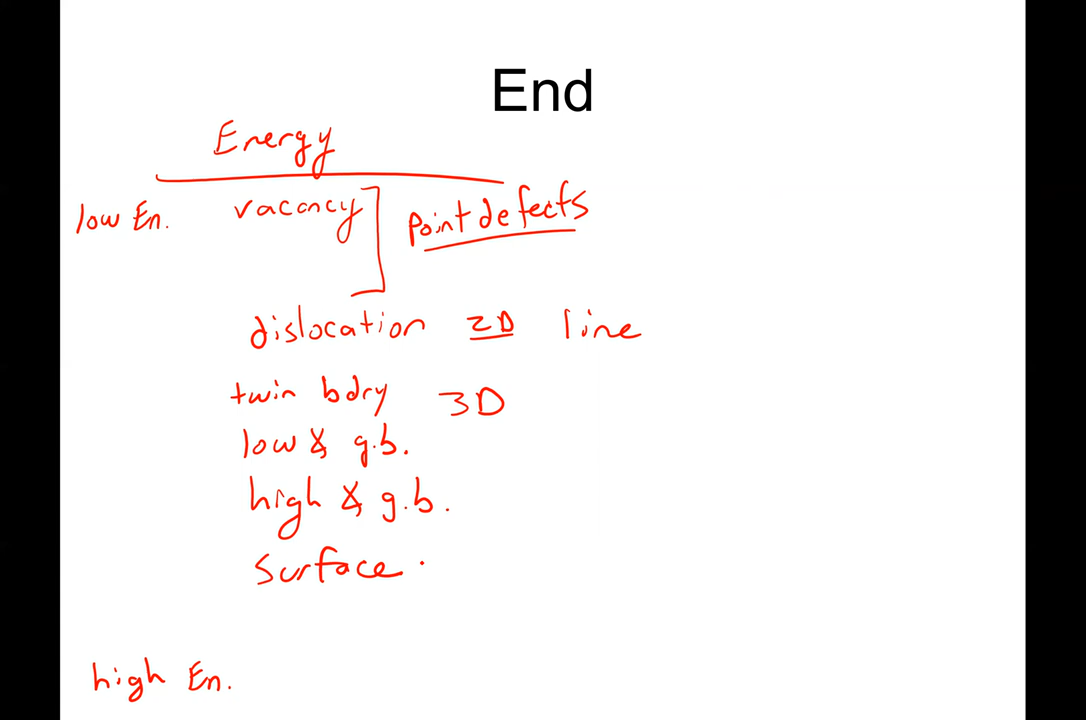 End
Energy
low En. vacancy point defects
dislocation 2D line
twin bdry 3D
low ∡ g.b.
high ∡ g.b.
surface.
high En.